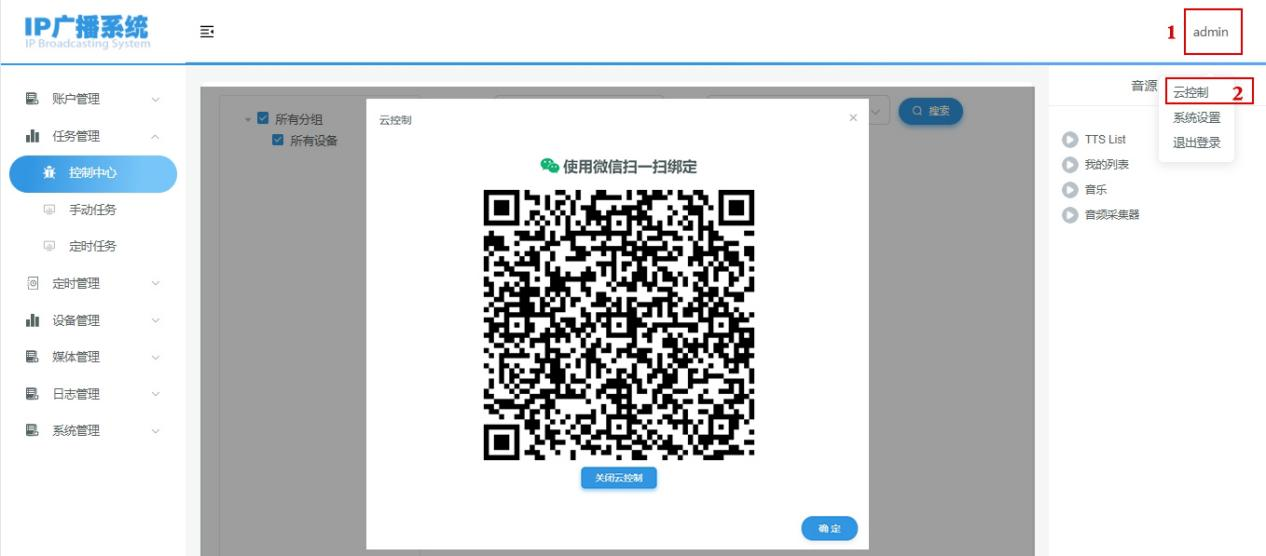 IP广播系统
IP Broadcasting System
1
admin
账户管理
任务管理
控制中心
手动任务
定时任务
定时管理
设备管理
媒体管理
日志管理
系统管理
所有分组
所有设备
搜索
云控制
使用微信扫一扫绑定
关闭云控制
确 定
音源
云控制
2
系统设置
退出登录
TTS List
我的列表
音乐
音频采集器